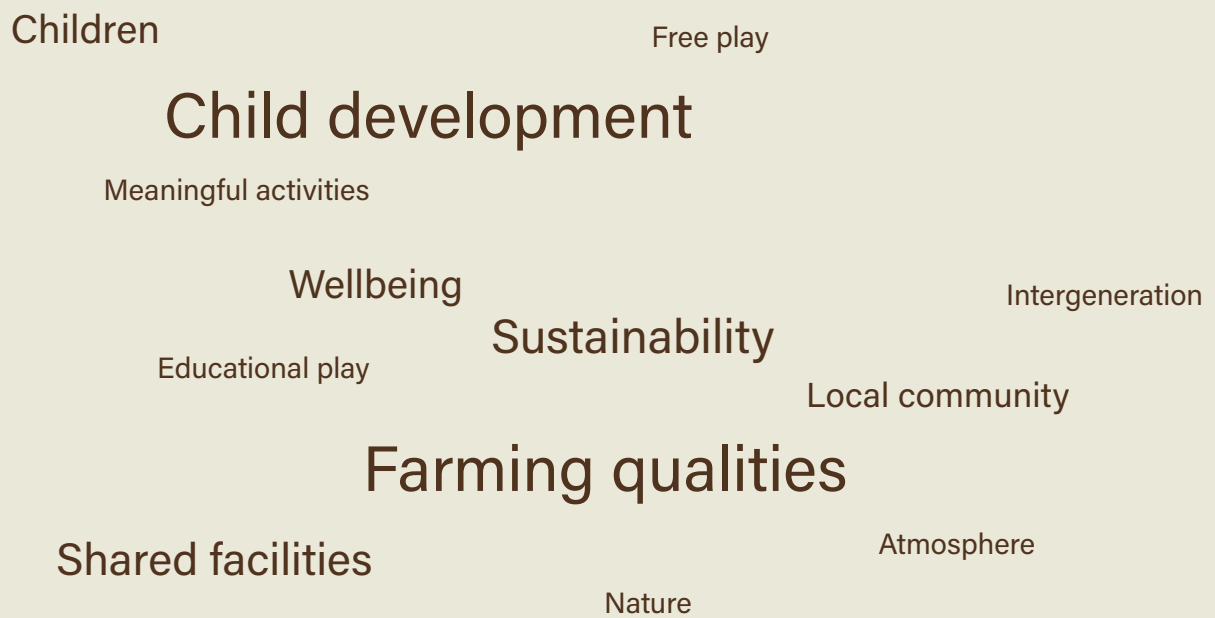 Children
Free play
Child development
Meaningful activities
Wellbeing
Intergeneration
Sustainability
Educational play
Local community
Farming qualities
Atmosphere
Shared facilities
Nature